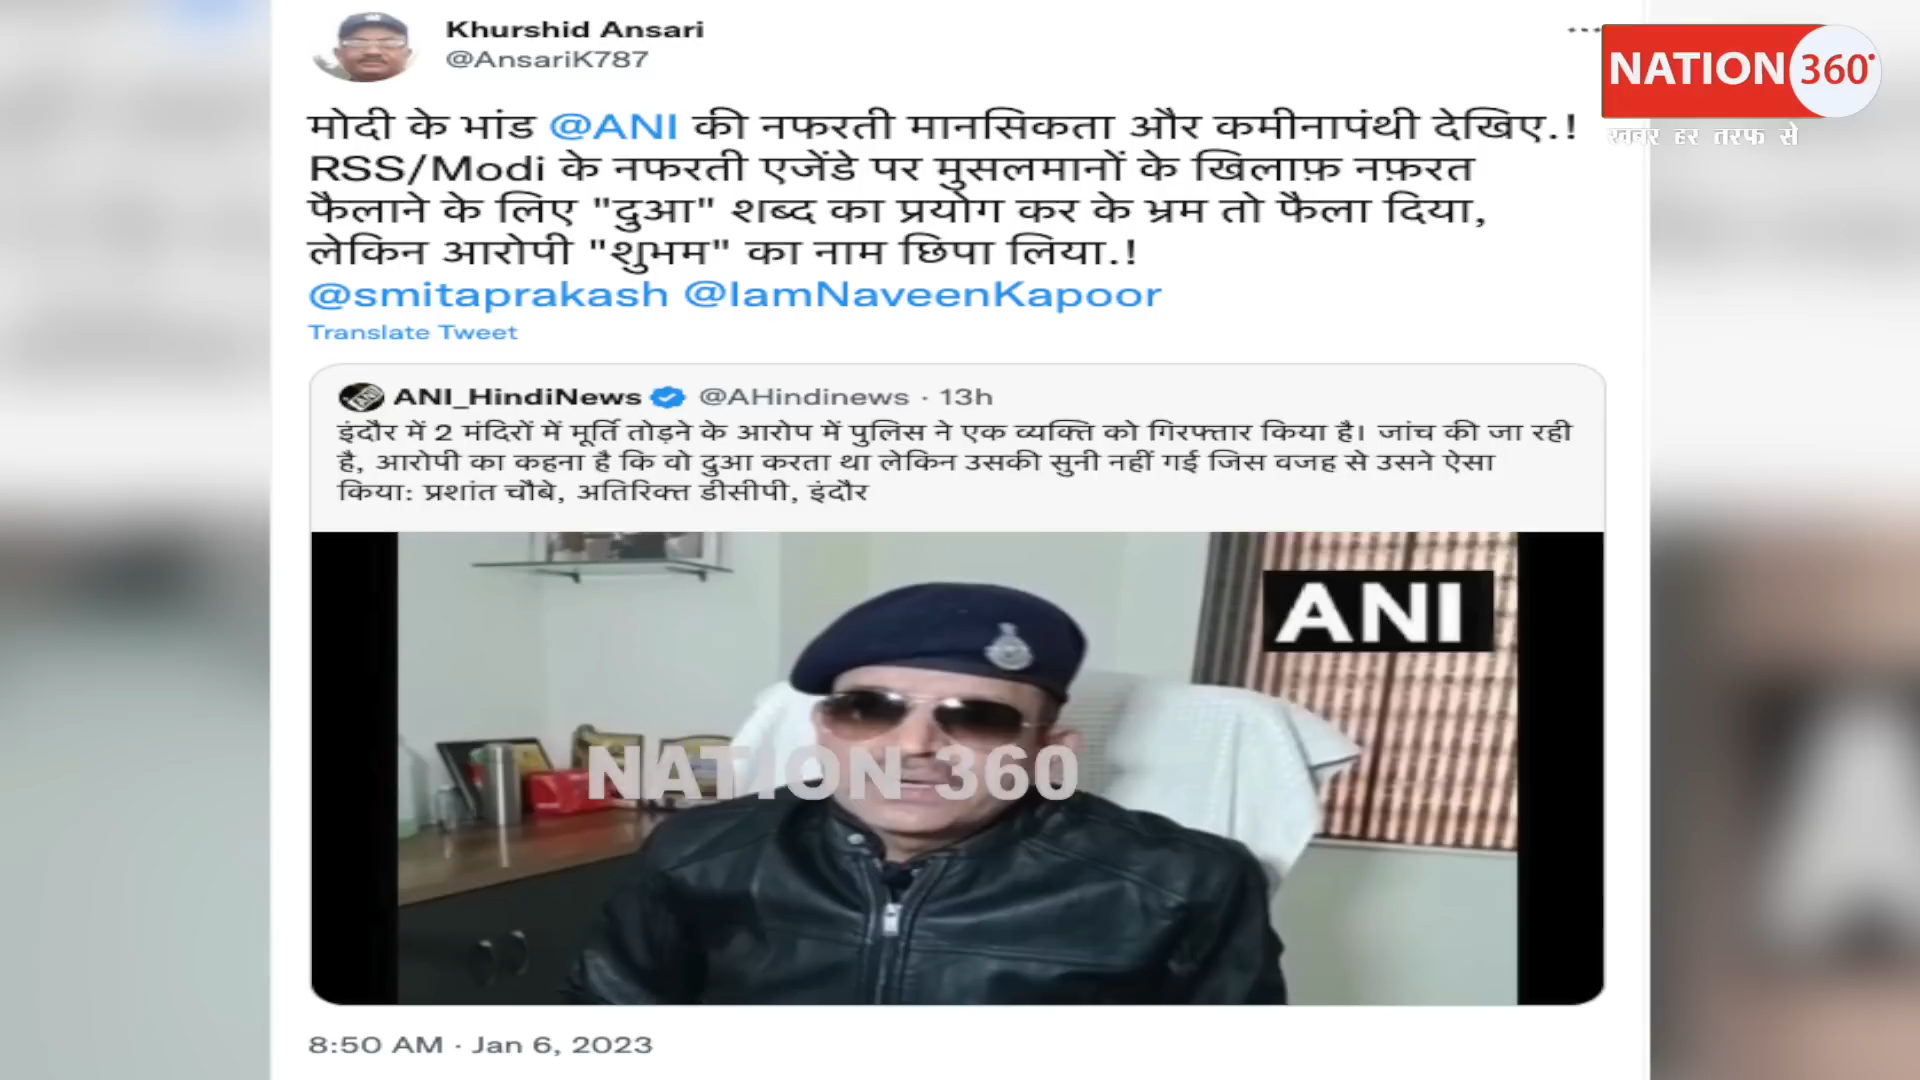 Khurshid Ansari
@AnsariK787
NATION 360°
ख़बर हर तरफ से
मोदी के भांड @ANI की नफरती मानसिकता और कमीनापंथी देखिए.!
RSS/Modi के नफरती एजेंडे पर मुसलमानों के खिलाफ़ नफ़रत
फैलाने के लिए "दुआ" शब्द का प्रयोग कर के भ्रम तो फैला दिया,
लेकिन आरोपी "शुभम" का नाम छिपा लिया.!
@smitaprakash @IamNaveenKapoor
Translate Tweet
ANI_HindiNews @AHindinews · 13h
इंदौर में 2 मंदिरों में मूर्ति तोड़ने के आरोप में पुलिस ने एक व्यक्ति को गिरफ्तार किया है। जांच की जा रही
है, आरोपी का कहना है कि वो दुआ करता था लेकिन उसकी सुनी नहीं गई जिस वजह से उसने ऐसा
किया: प्रशांत चौबे, अतिरिक्त डीसीपी, इंदौर
ANI
NATION 360
8:50 AM · Jan 6, 2023